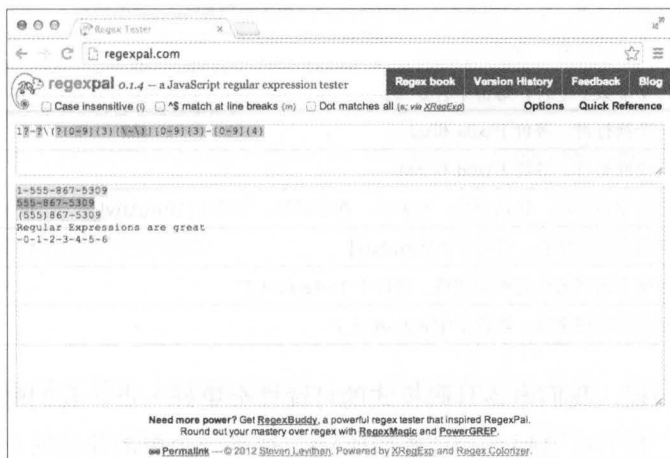 Regex Tester
regexpal.com
regexpal 0.1.4 — a JavaScript regular expression tester
Regex book Version History Feedback Blog
Case insensitive (i) ^$ match at line breaks (m) Dot matches all (s; via XRegExp) Options Quick Reference
1?-?\(?[0-9]{3}[\-\)][0-9]{3}-[0-9]{4}
1-555-867-5309
555-867-5309
(555)867-5309
Regular Expressions are great
-0-1-2-3-4-5-6
Need more power? Get RegexBuddy, a powerful regex tester that inspired RegexPal.
Round out your mastery over regex with RegexMagic and PowerGREP.
Permalink — © 2012 Steven Levithan. Powered by XRegExp and Regex Colorizer.